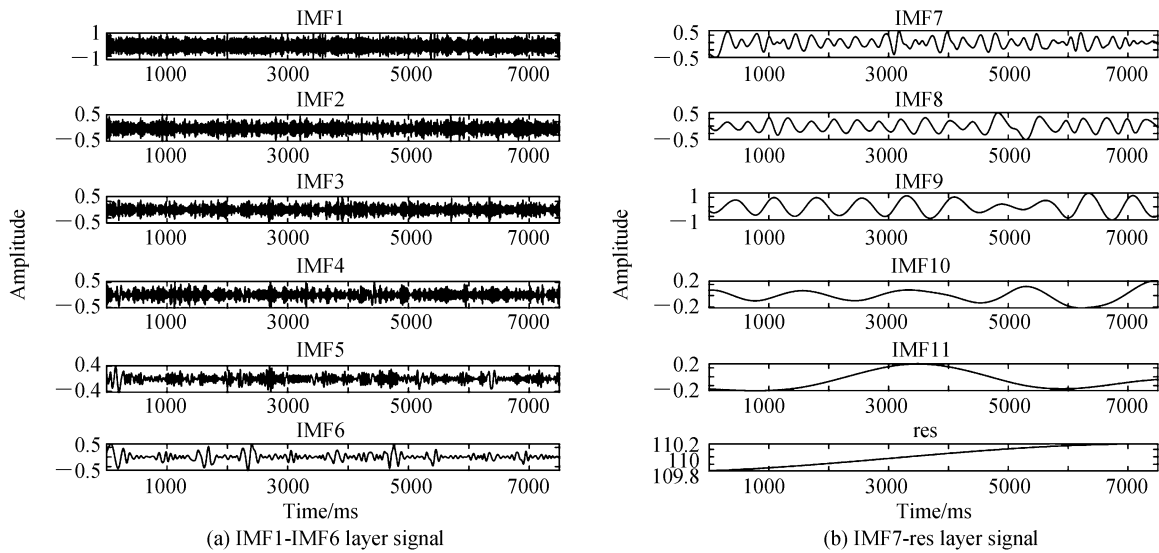 IMF1
1
−1
1000 3000 5000 7000
IMF2
0.5
−0.5
1000 3000 5000 7000
IMF3
0.5
−0.5
1000 3000 5000 7000
IMF4
0.5
−0.5
1000 3000 5000 7000
IMF5
0.4
−0.4
1000 3000 5000 7000
IMF6
0.5
−0.5
1000 3000 5000 7000
Amplitude
Time/ms
(a) IMF1-IMF6 layer signal
IMF7
0.5
−0.5
1000 3000 5000 7000
IMF8
0.5
−0.5
1000 3000 5000 7000
IMF9
1
−1
1000 3000 5000 7000
IMF10
0.2
−0.2
1000 3000 5000 7000
IMF11
0.2
−0.2
1000 3000 5000 7000
res
110.2
110
109.8
1000 3000 5000 7000
Amplitude
Time/ms
(b) IMF7-res layer signal